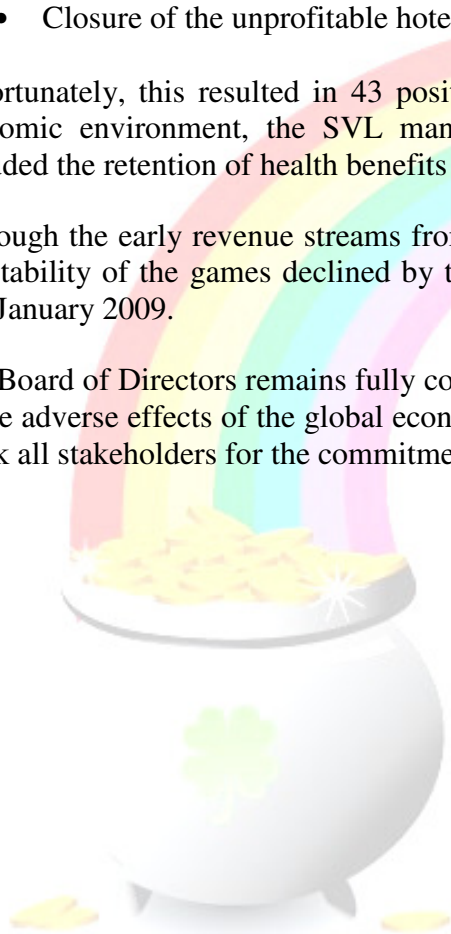 • Closure of the unprofitable hote
ortunately, this resulted in 43 posit
omic environment, the SVL man
uded the retention of health benefits
ough the early revenue streams fro
tability of the games declined by t
January 2009.
Board of Directors remains fully co
e adverse effects of the global econ
k all stakeholders for the commitme